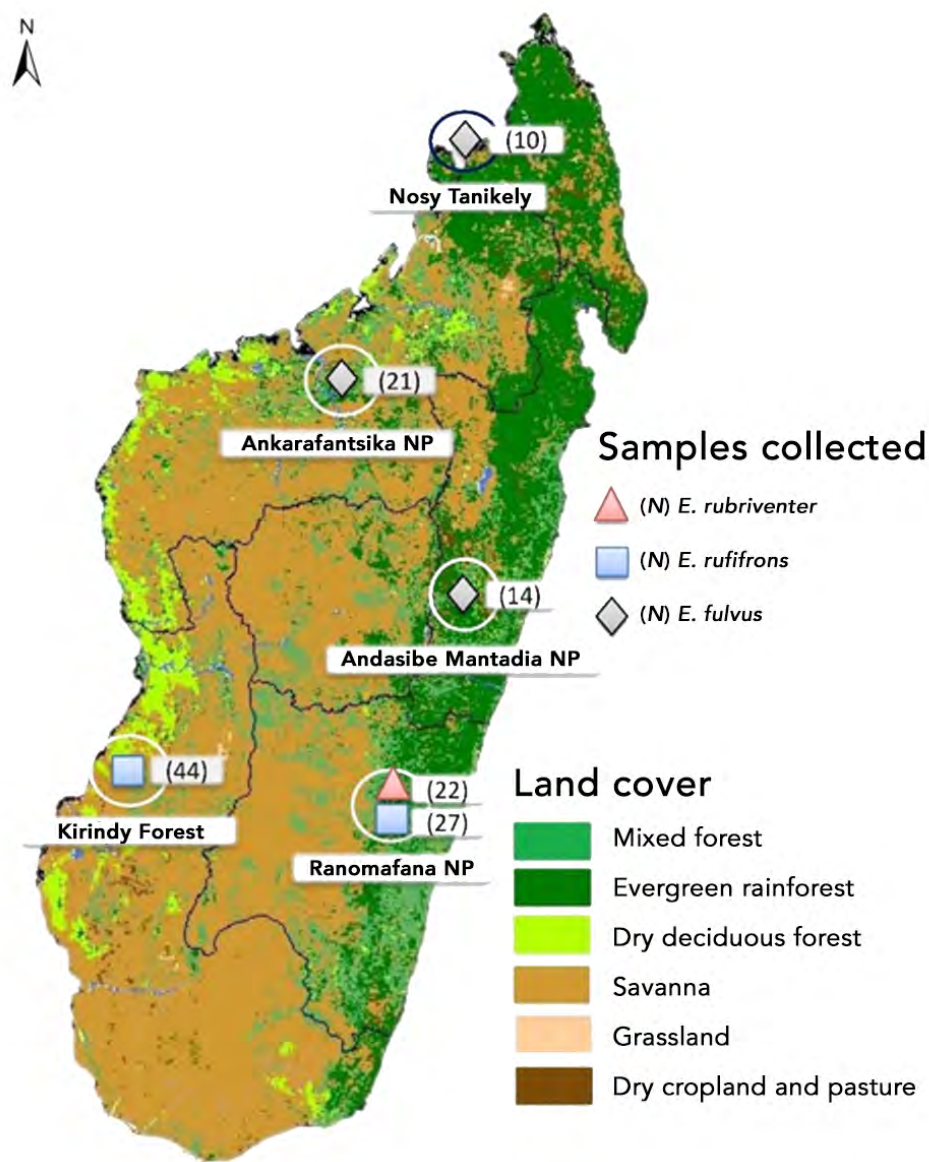 N
(10)
Nosy Tanikely
(21)
Ankarafantsika NP
Samples collected
(N) E. rubriventer
(N) E. rufifrons
(N) E. fulvus
(14)
Andasibe Mantadia NP
(44)
Kirindy Forest
(22)
(27)
Ranomafana NP
Land cover
Mixed forest
Evergreen rainforest
Dry deciduous forest
Savanna
Grassland
Dry cropland and pasture